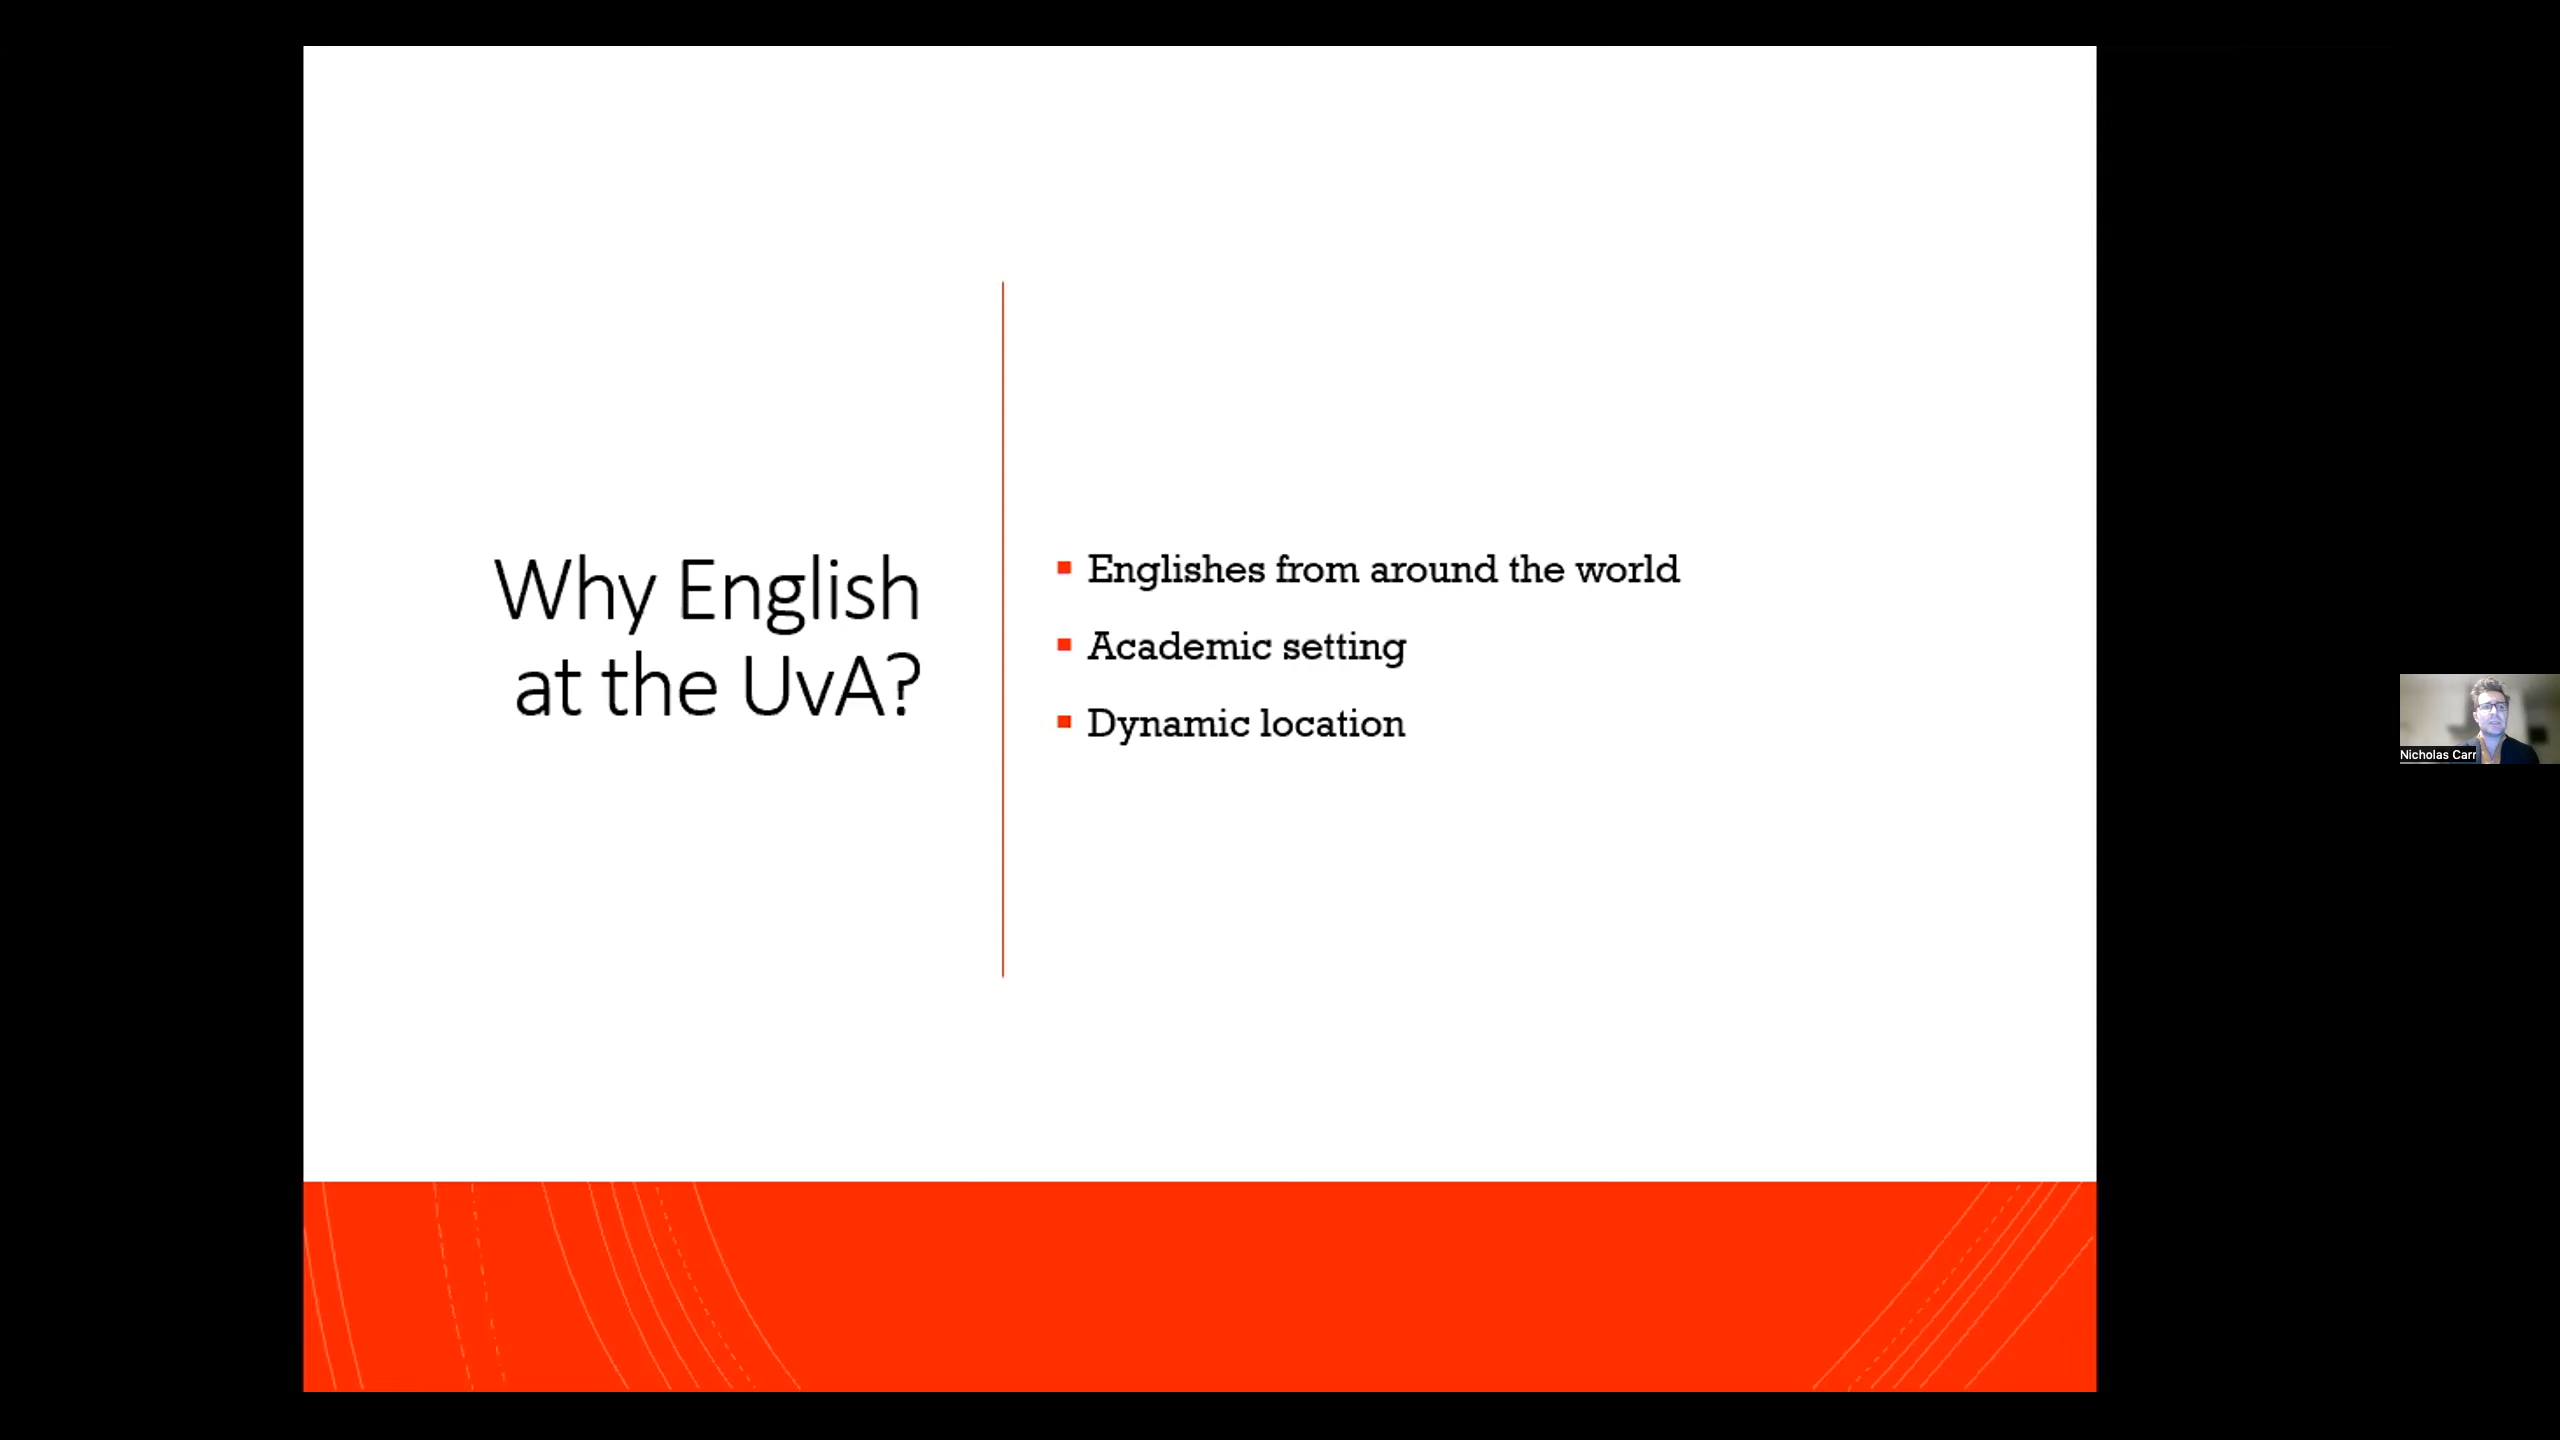 Why English
at the UvA?
Englishes from around the world
Academic setting
Dynamic location
Nicholas Carr